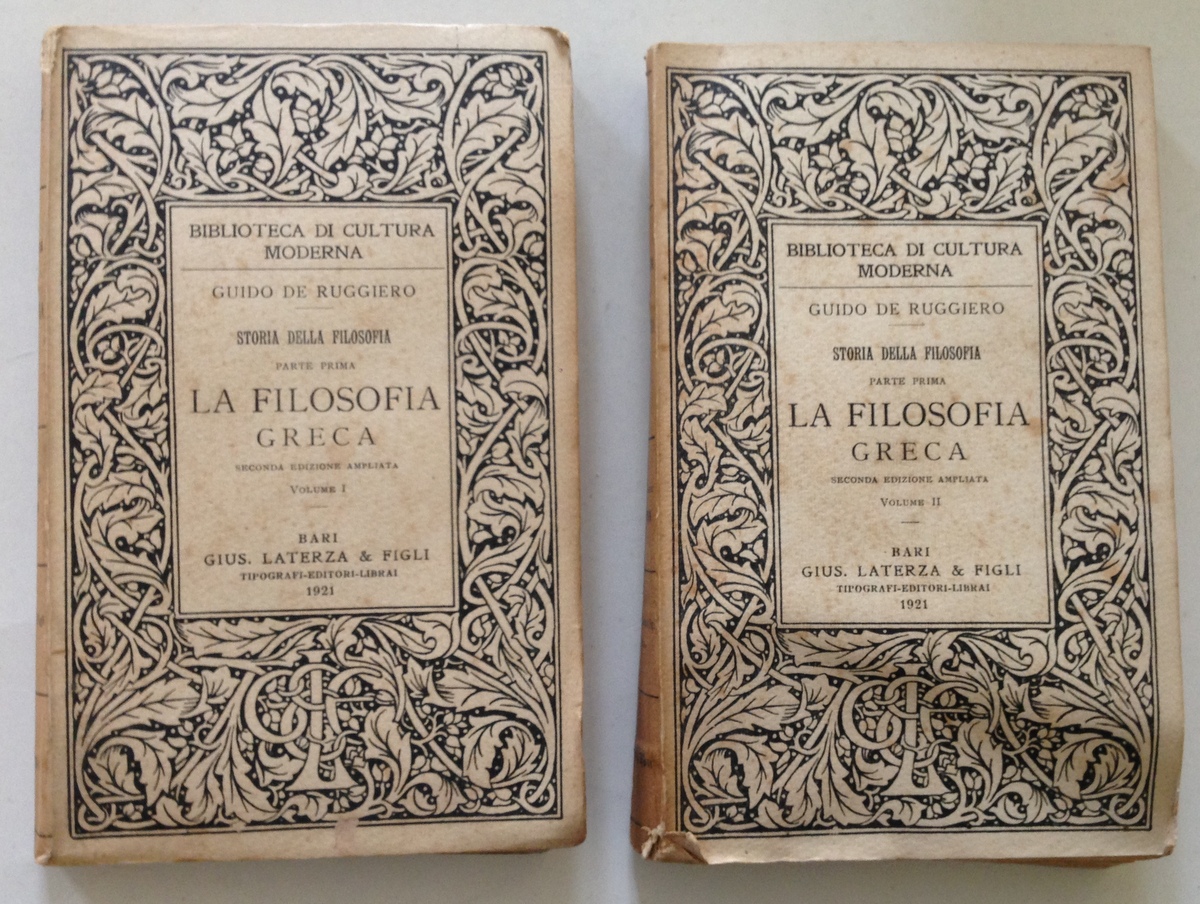 BIBLIOTECA DI CULTURA
MODERNA
GUIDO DE RUGGIERO
STORIA DELLA FILOSOFIA
PARTE PRIMA
LA FILOSOFIA
GRECA
SECONDA EDIZIONE AMPLIATA
VOLUME I
BARI
GIUS. LATERZA & FIGLI
TIPOGRAFI-EDITORI-LIBRAI
1921
BIBLIOTECA DI CULTURA
MODERNA
GUIDO DE RUGGIERO
STORIA DELLA FILOSOFIA
PARTE PRIMA
LA FILOSOFIA
GRECA
SECONDA EDIZIONE AMPLIATA
VOLUME II
BARI
GIUS. LATERZA & FIGLI
TIPOGRAFI-EDITORI-LIBRAI
1921